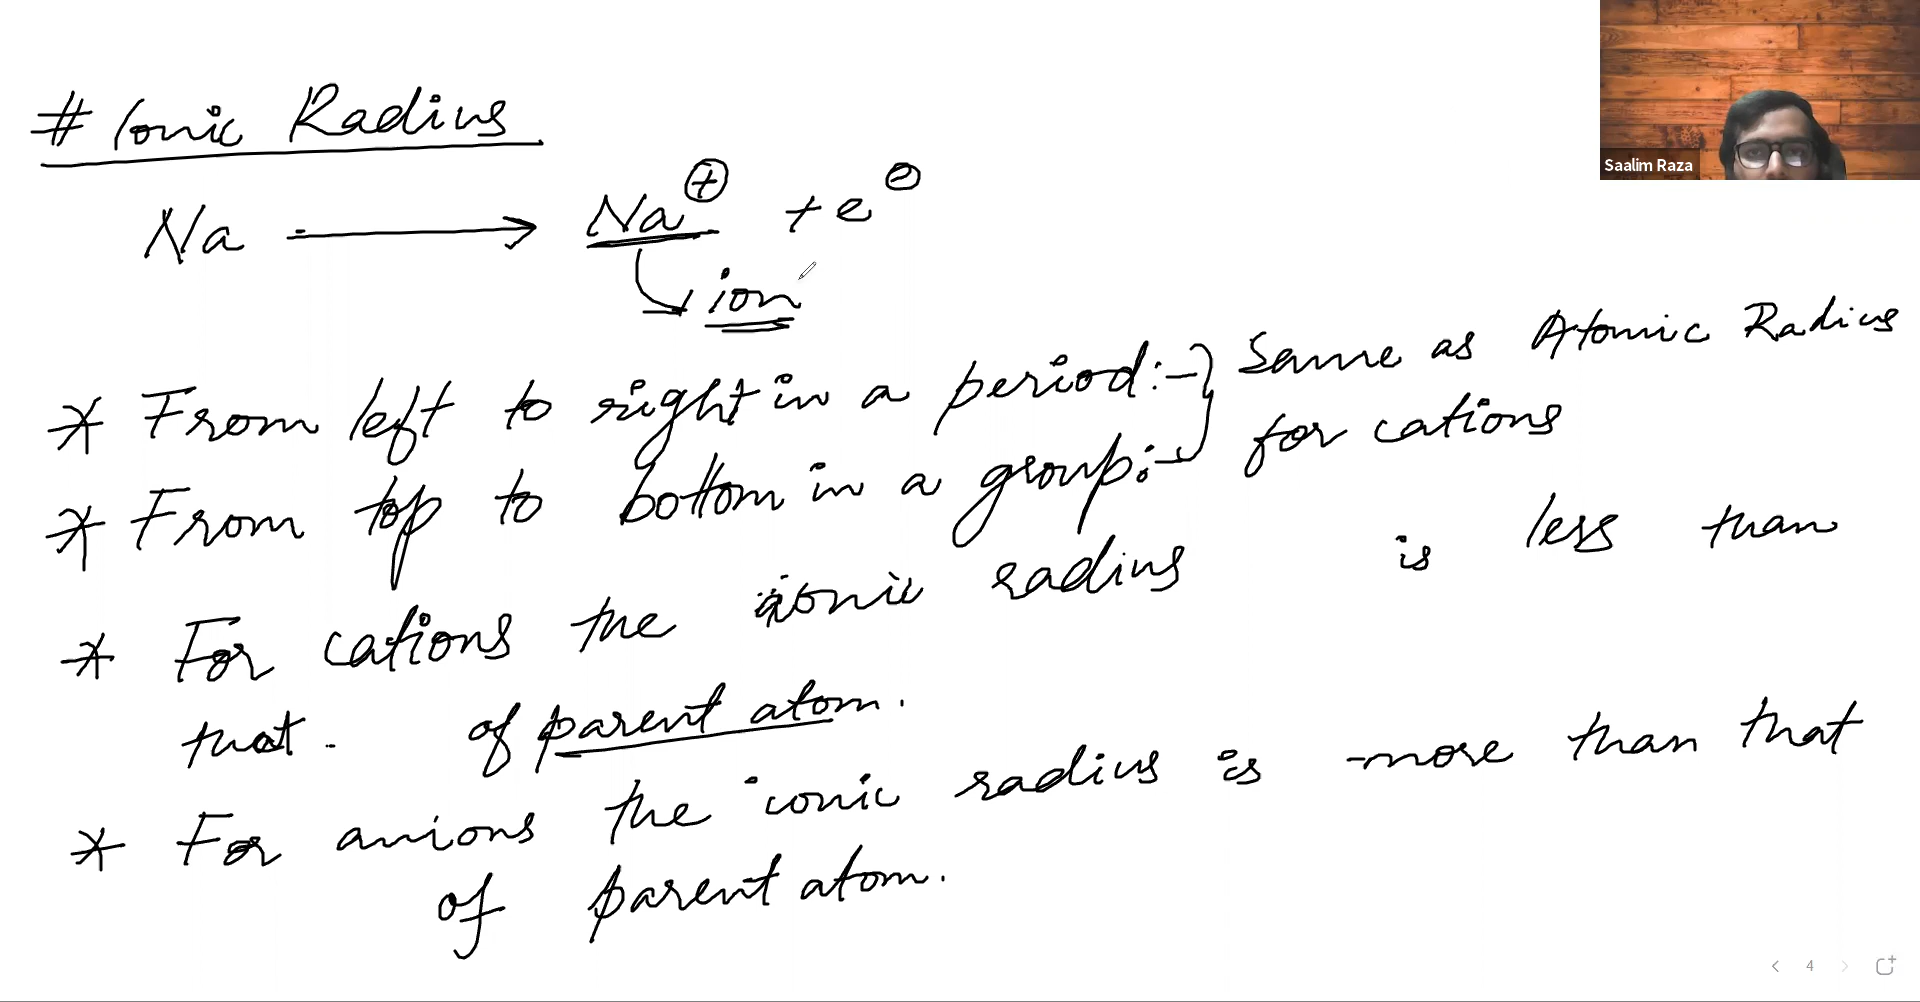 # Ionic Radius
Saalim Raza
Na → Na⊕ + e⊖
ion
* From left to right in a period:- } Same as Atomic Radius
* From top to bottom in a group:- } for cations
* For cations the ionic radius is less than
that. of parent atom.
* For anions the ionic radius is more than that
of parent atom.
4